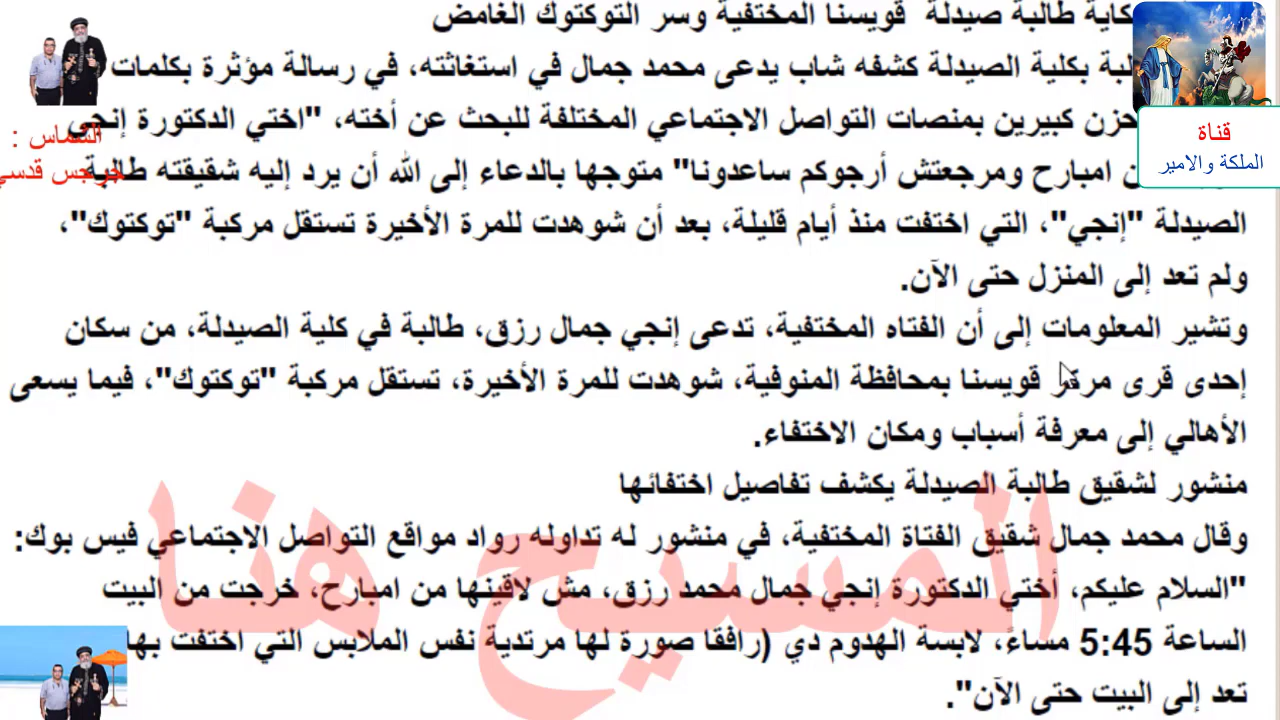 كاية طالبة صيدلة قويسنا المختفية وسر التوكتوك الغامض
لبة بكلية الصيدلة كشفه شاب يدعى محمد جمال في استغاثته، في رسالة مؤثرة بكلمات
حزن كبيرين بمنصات التواصل الاجتماعي المختلفة للبحث عن أخته، "اختي الدكتورة إنجي
امبارح ومرجعتش أرجوكم ساعدونا" متوجها بالدعاء إلى الله أن يرد إليه شقيقته طالبة
الصيدلة "إنجي"، التي اختفت منذ أيام قليلة، بعد أن شوهدت للمرة الأخيرة تستقل مركبة "توكتوك"،
ولم تعد إلى المنزل حتى الآن.
وتشير المعلومات إلى أن الفتاه المختفية، تدعى إنجي جمال رزق، طالبة في كلية الصيدلة، من سكان
إحدى قرى مركز قويسنا بمحافظة المنوفية، شوهدت للمرة الأخيرة، تستقل مركبة "توكتوك"، فيما يسعى
الأهالي إلى معرفة أسباب ومكان الاختفاء.
منشور لشقيق طالبة الصيدلة يكشف تفاصيل اختفائها
وقال محمد جمال شقيق الفتاة المختفية، في منشور له تداوله رواد مواقع التواصل الاجتماعي فيس بوك:
"السلام عليكم، أختي الدكتورة إنجي جمال محمد رزق، مش لاقينها من امبارح، خرجت من البيت
الساعة 5:45 مساءً، لابسة الهدوم دي (رافقا صورة لها مرتدية نفس الملابس التي اختفت بها
تعد إلى البيت حتى الآن".
قناة
الملكة والامير
الشماس :
جرجس قدسي
المسيح هنا